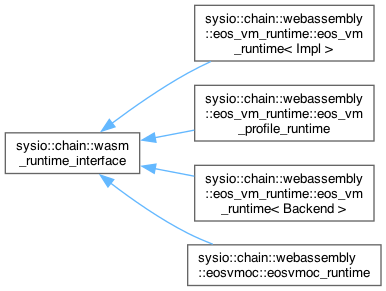 sysio::chain::webassembly
::eos_vm_runtime::eos_vm
_runtime< Impl >
sysio::chain::webassembly
::eos_vm_runtime::eos_vm
_profile_runtime
sysio::chain::wasm
_runtime_interface
sysio::chain::webassembly
::eos_vm_runtime::eos_vm
_runtime< Backend >
sysio::chain::webassembly
::eosvmoc::eosvmoc_runtime